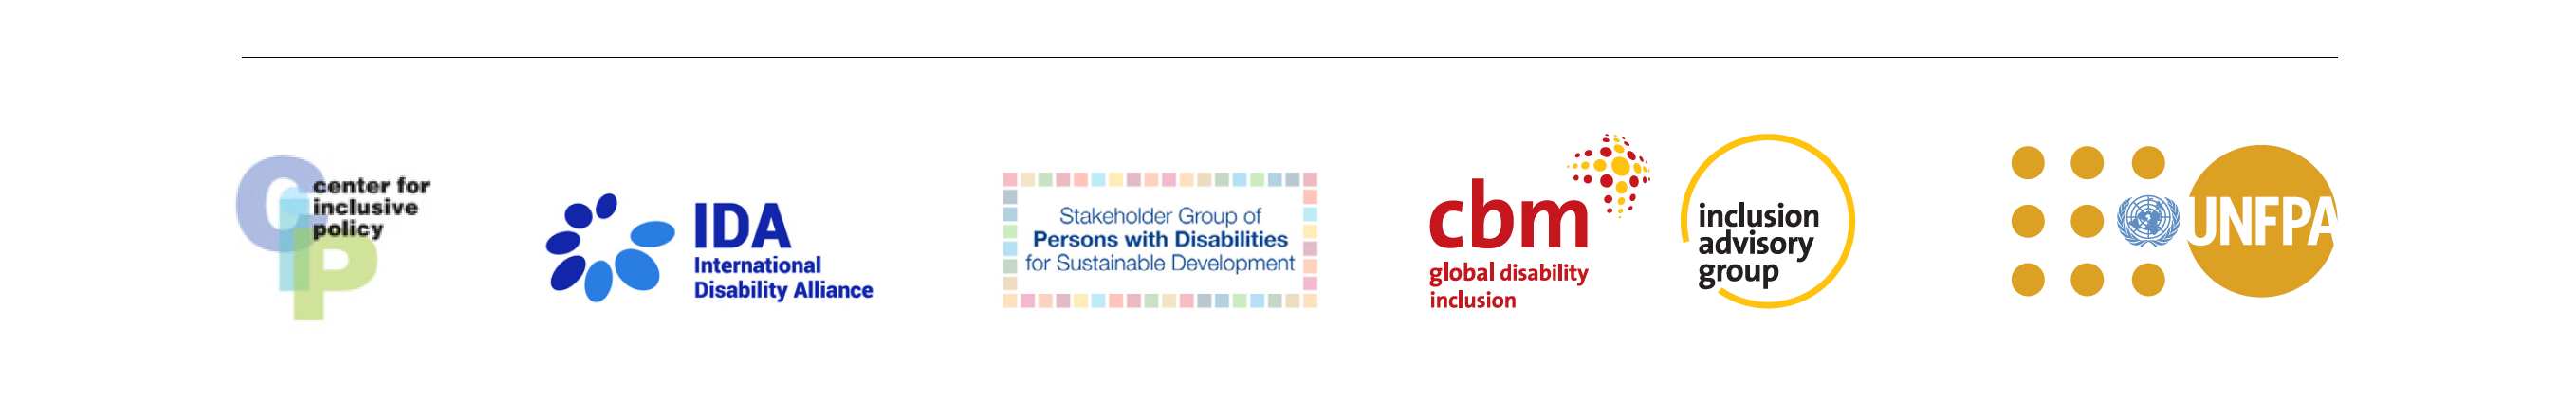 CIP
center for
inclusive
policy
IDA
International
Disability Alliance
Stakeholder Group of
Persons with Disabilities
for Sustainable Development
cbm
global disability
inclusion
inclusion
advisory
group
UNFPA